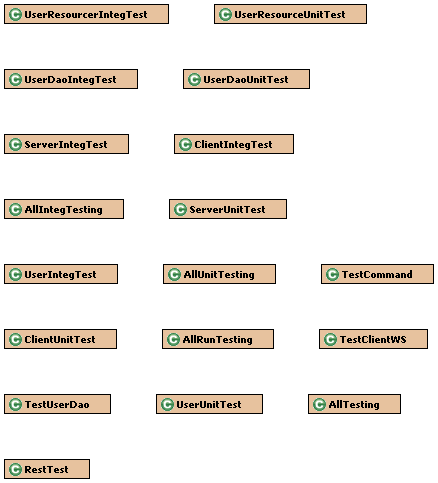 UserResourcerIntegTest UserResourceUnitTest
UserDaoIntegTest UserDaoUnitTest
ServerIntegTest ClientIntegTest
AllIntegTesting ServerUnitTest
UserIntegTest AllUnitTesting TestCommand
ClientUnitTest AllRunTesting TestClientWS
TestUserDao UserUnitTest AllTesting
RestTest